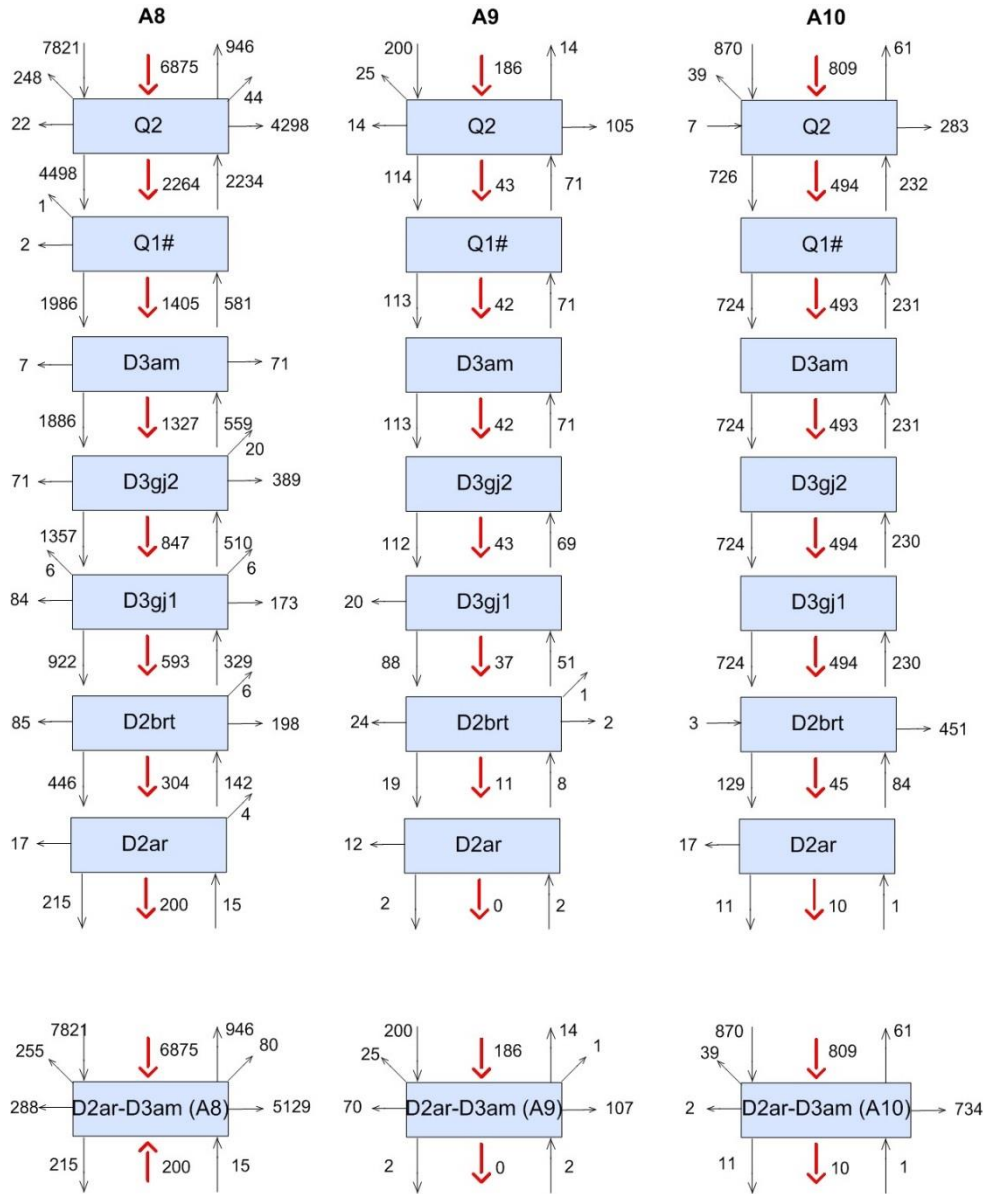 A8 A9 A10
7821 946 200 14 870 61
248 6875 44 25 186 39 809
22 Q2 4298 14 Q2 105 7 Q2 283
4498 2264 2234 114 43 71 726 494 232
1
2 Q1# Q1# Q1#
1986 1405 581 113 42 71 724 493 231
7 D3am 71 D3am D3am
1886 1327 559 113 42 71 724 493 231
20
71 D3gj2 389 D3gj2 D3gj2
1357 847 510 112 43 69 724 494 230
6 6
84 D3gj1 173 20 D3gj1 D3gj1
922 593 329 88 37 51 724 494 230
6 1
85 D2brt 198 24 D2brt 2 3 D2brt 451
446 304 142 19 11 8 129 45 84
4
17 D2ar 12 D2ar 17 D2ar
215 200 15 2 0 2 11 10 1
7821 946 200 14 870 61
255 6875 80 25 186 1 39 809
288 D2ar-D3am (A8) 5129 70 D2ar-D3am (A9) 107 2 D2ar-D3am (A10) 734
215 200 15 2 0 2 11 10 1